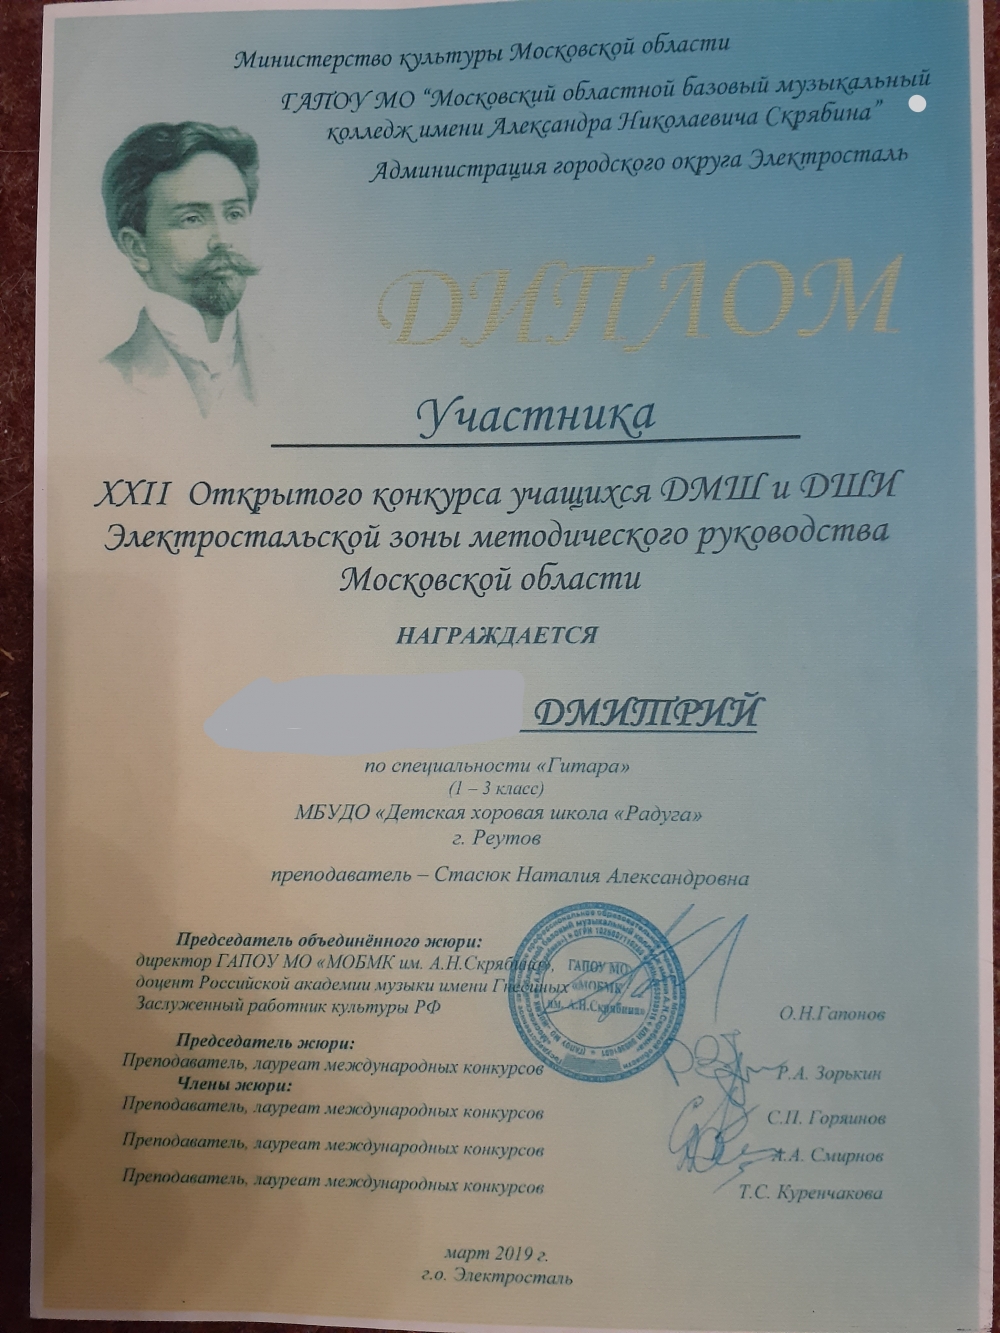 Министерство культуры Московской области
ГАПОУ МО “Московский областной базовый музыкальный
колледж имени Александра Николаевича Скрябина”
Администрация городского округа Электросталь
ДИПЛОМ
Участника
XXII Открытого конкурса учащихся ДМШ и ДШИ
Электростальской зоны методического руководства
Московской области
НАГРАЖДАЕТСЯ
ДМИТРИЙ
по специальности «Гитара»
(1 – 3 класс)
МБУДО «Детская хоровая школа «Радуга»
г. Реутов
преподаватель – Стасюк Наталия Александровна
Председатель объединённого жюри:
директор ГАПОУ МО «МОБМК им. А.Н.Скрябина»,
доцент Российской академии музыки имени Гнесиных
Заслуженный работник культуры РФ
О.Н.Гапонов
ГАПОУ МО
«МОБМК
им. А.Н.Скрябина»
Председатель жюри:
Преподаватель, лауреат международных конкурсов
Р.А. Зорькин
Члены жюри:
Преподаватель, лауреат международных конкурсов
С.П. Горяинов
Преподаватель, лауреат международных конкурсов
А.А. Смирнов
Преподаватель, лауреат международных конкурсов
Т.С. Куренчакова
март 2019 г.
г.о. Электросталь